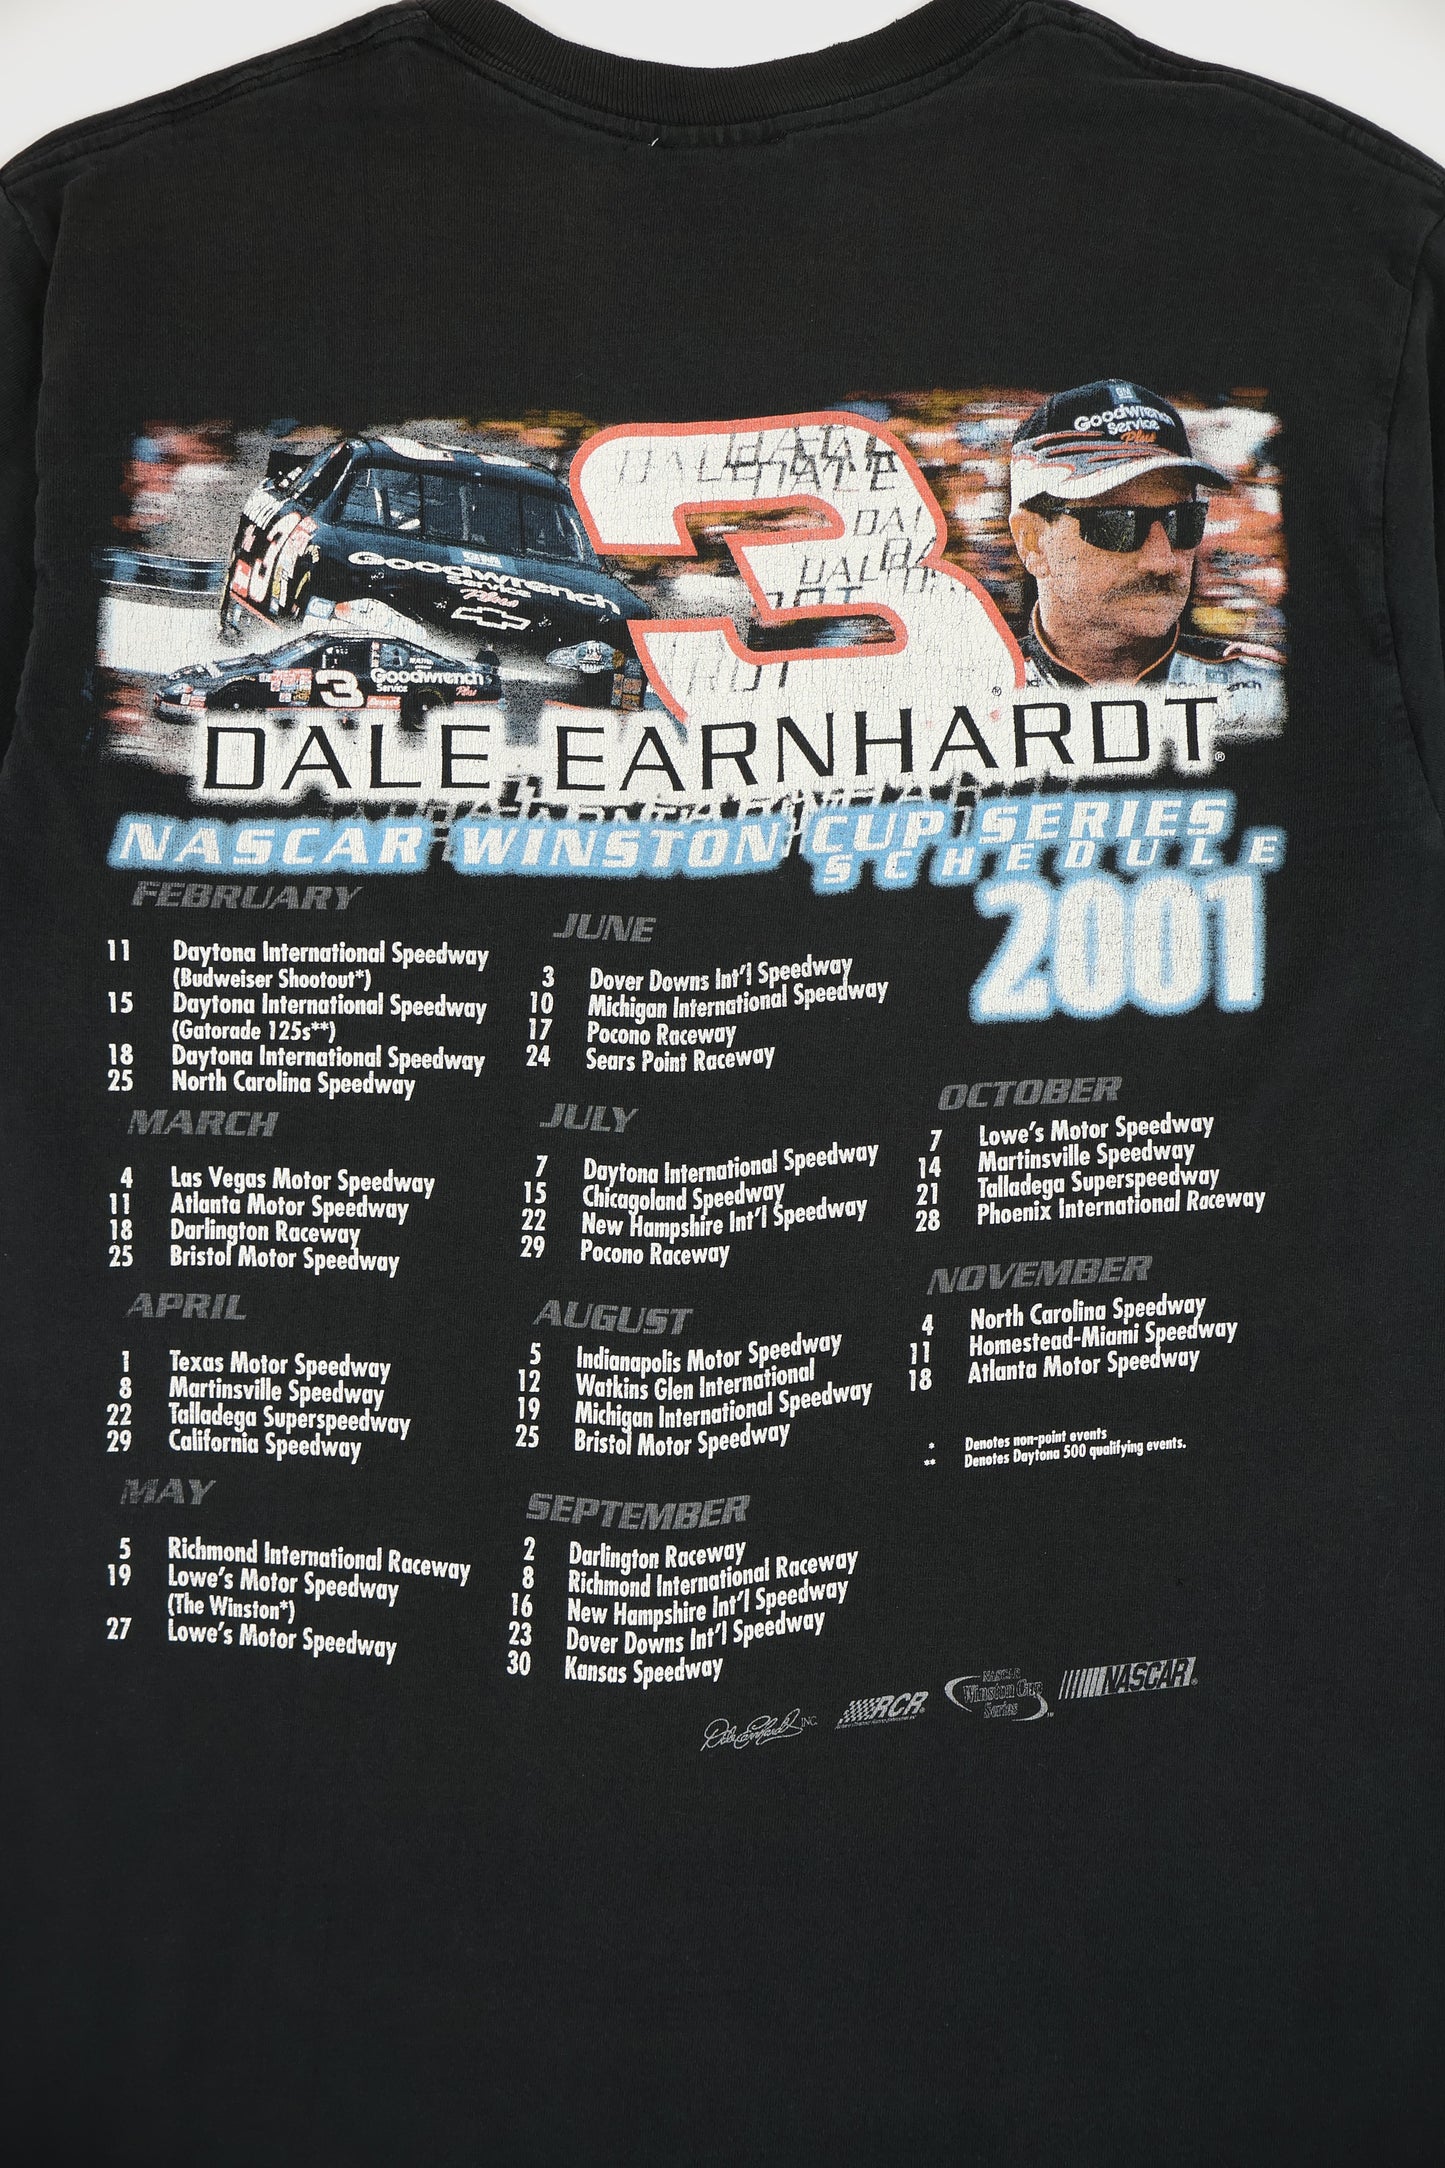 GM
Goodwrench
Service
Plus
3
DALE
Goodwrench
Service
Plus
3
Goodwrench
Service
Plus
DALE EARNHARDT®
NASCAR WINSTON CUP SERIES
SCHEDULE
2001
FEBRUARY
11 Daytona International Speedway
(Budweiser Shootout*)
15 Daytona International Speedway
(Gatorade 125s**)
18 Daytona International Speedway
25 North Carolina Speedway
MARCH
4 Las Vegas Motor Speedway
11 Atlanta Motor Speedway
18 Darlington Raceway
25 Bristol Motor Speedway
APRIL
1 Texas Motor Speedway
8 Martinsville Speedway
22 Talladega Superspeedway
29 California Speedway
MAY
5 Richmond International Raceway
19 Lowe's Motor Speedway
(The Winston*)
27 Lowe's Motor Speedway
JUNE
3 Dover Downs Int'l Speedway
10 Michigan International Speedway
17 Pocono Raceway
24 Sears Point Raceway
JULY
7 Daytona International Speedway
15 Chicagoland Speedway
22 New Hampshire Int'l Speedway
29 Pocono Raceway
AUGUST
5 Indianapolis Motor Speedway
12 Watkins Glen International
19 Michigan International Speedway
25 Bristol Motor Speedway
SEPTEMBER
2 Darlington Raceway
8 Richmond International Raceway
16 New Hampshire Int'l Speedway
23 Dover Downs Int'l Speedway
30 Kansas Speedway
OCTOBER
7 Lowe's Motor Speedway
14 Martinsville Speedway
21 Talladega Superspeedway
28 Phoenix International Raceway
NOVEMBER
4 North Carolina Speedway
11 Homestead-Miami Speedway
18 Atlanta Motor Speedway
* Denotes non-point events
** Denotes Daytona 500 qualifying events.
Dale Earnhardt INC.
RCR®
NASCAR
Winston Cup
Series
NASCAR®